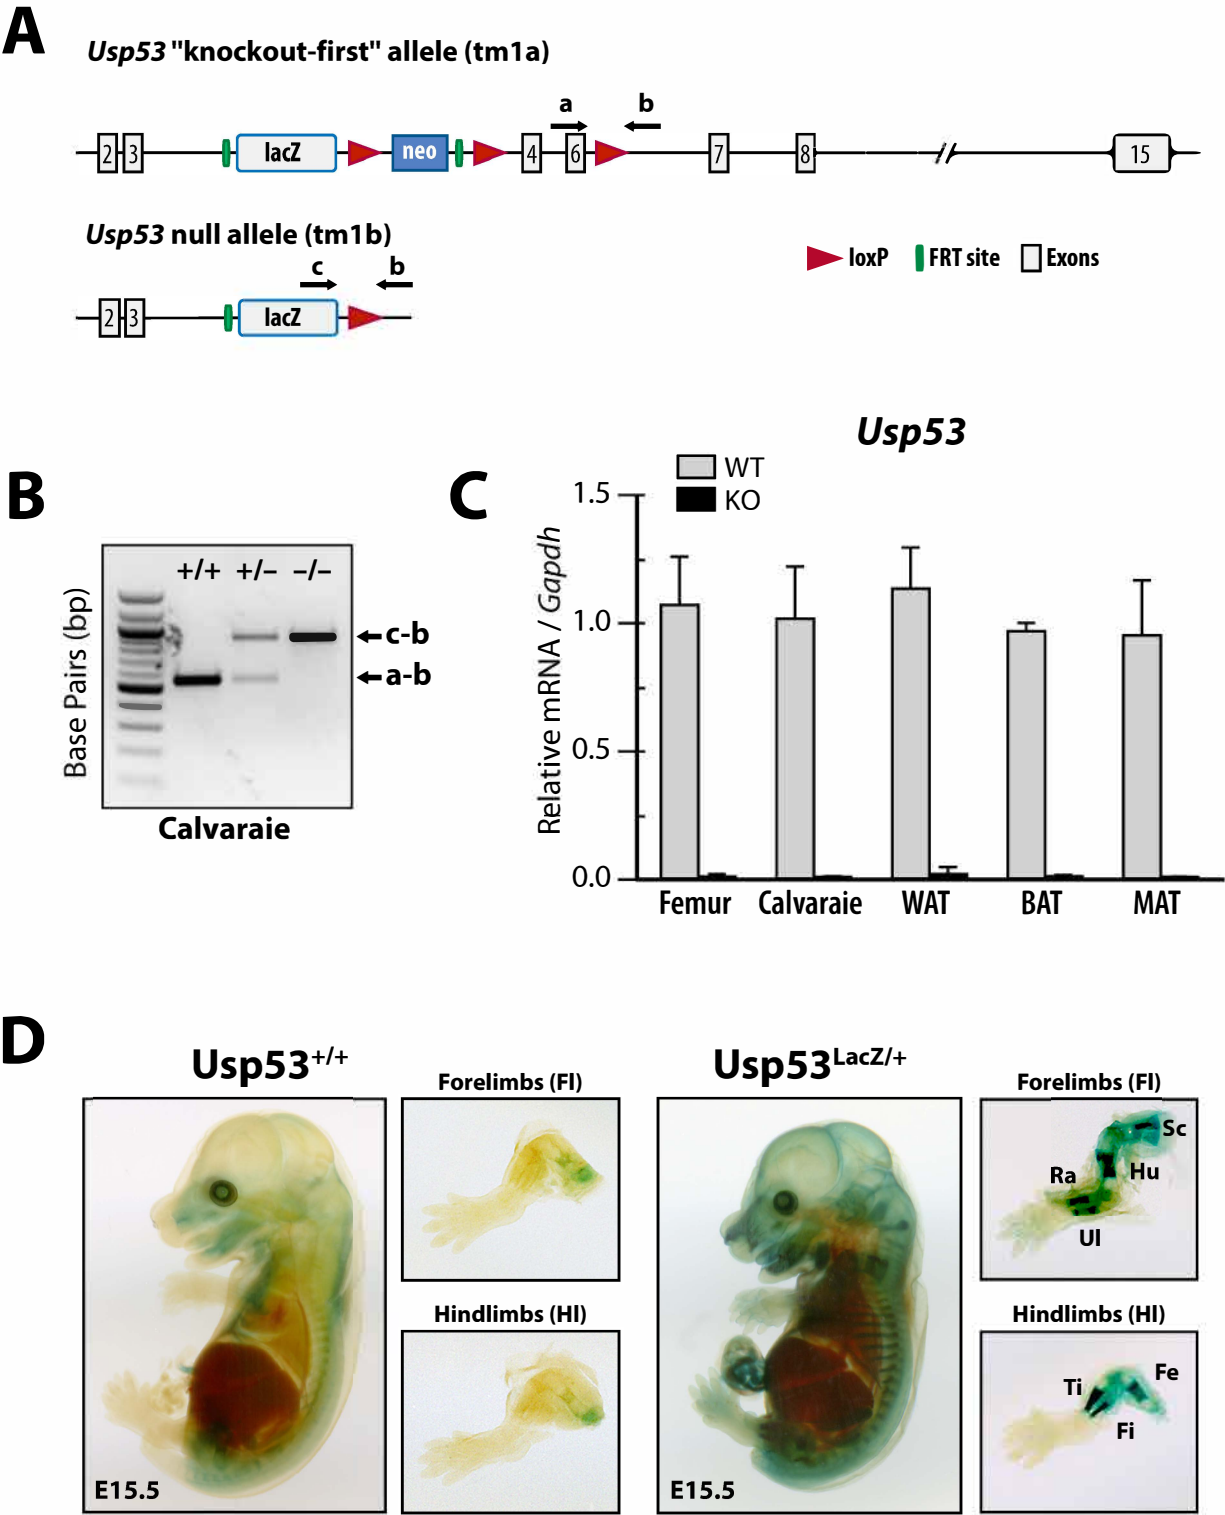 A
Usp53 "knockout-first" allele (tm1a)
a b
2 3 lacZ neo 4 6 7 8 15
Usp53 null allele (tm1b)
c b
2 3 lacZ
loxP FRT site Exons
B
+/+ +/− −/−
c-b
a-b
Base Pairs (bp)
Calvaraie
C
Usp53
WT
KO
Relative mRNA / Gapdh
1.5
1.0
0.5
0.0
Femur Calvaraie WAT BAT MAT
D
Usp53+/+
Forelimbs (Fl)
Hindlimbs (Hl)
E15.5
Usp53LacZ/+
Forelimbs (Fl)
Sc
Ra Hu
Ul
Hindlimbs (Hl)
Ti Fe
Fi
E15.5